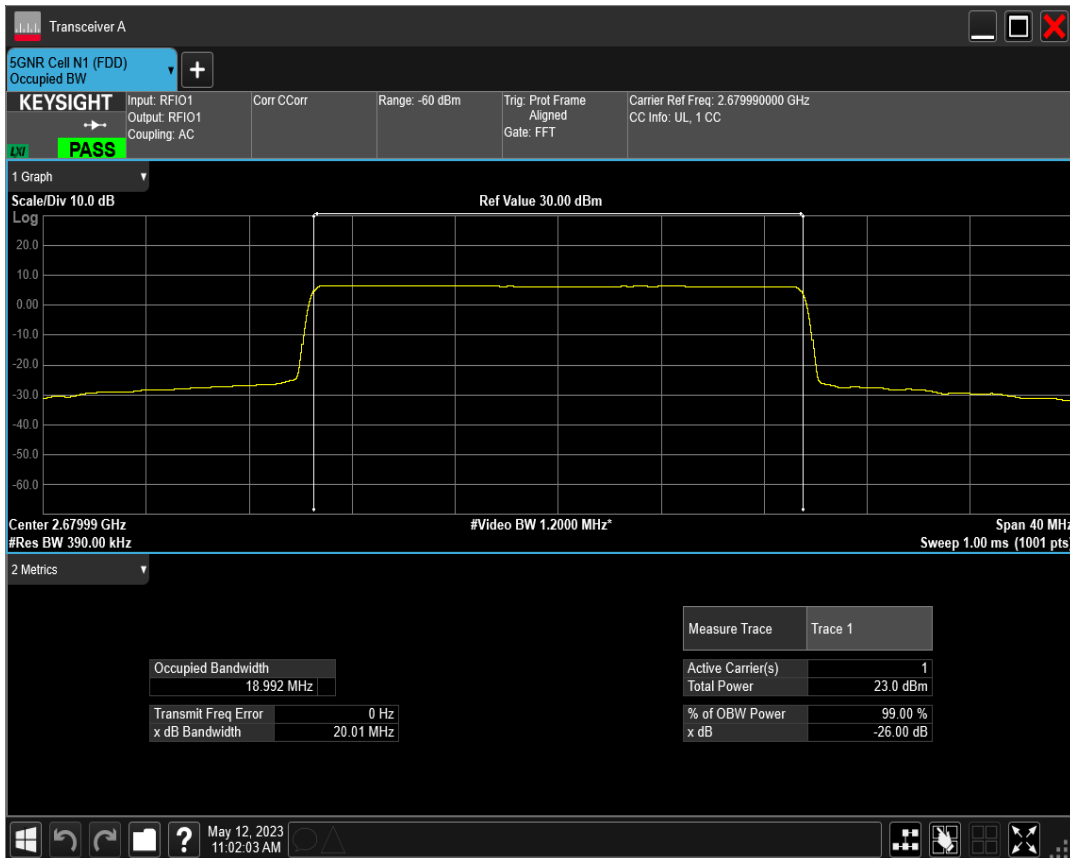 Transceiver A
5GNR Cell N1 (FDD)
Occupied BW
+
KEYSIGHT
LXI
PASS
Input: RFIO1
Output: RFIO1
Coupling: AC
Corr CCorr
Range: -60 dBm
Trig: Prot Frame
Aligned
Gate: FFT
Carrier Ref Freq: 2.679990000 GHz
CC Info: UL, 1 CC
1 Graph
Scale/Div 10.0 dB
Ref Value 30.00 dBm
Log
20.0
10.0
0.00
-10.0
-20.0
-30.0
-40.0
-50.0
-60.0
Center 2.67999 GHz
#Video BW 1.2000 MHz*
Span 40 MHz
#Res BW 390.00 kHz
Sweep 1.00 ms (1001 pts)
2 Metrics
Measure Trace Trace 1
Occupied Bandwidth
18.992 MHz
Active Carrier(s) 1
Total Power 23.0 dBm
Transmit Freq Error 0 Hz
x dB Bandwidth 20.01 MHz
% of OBW Power 99.00 %
x dB -26.00 dB
?
May 12, 2023
11:02:03 AM